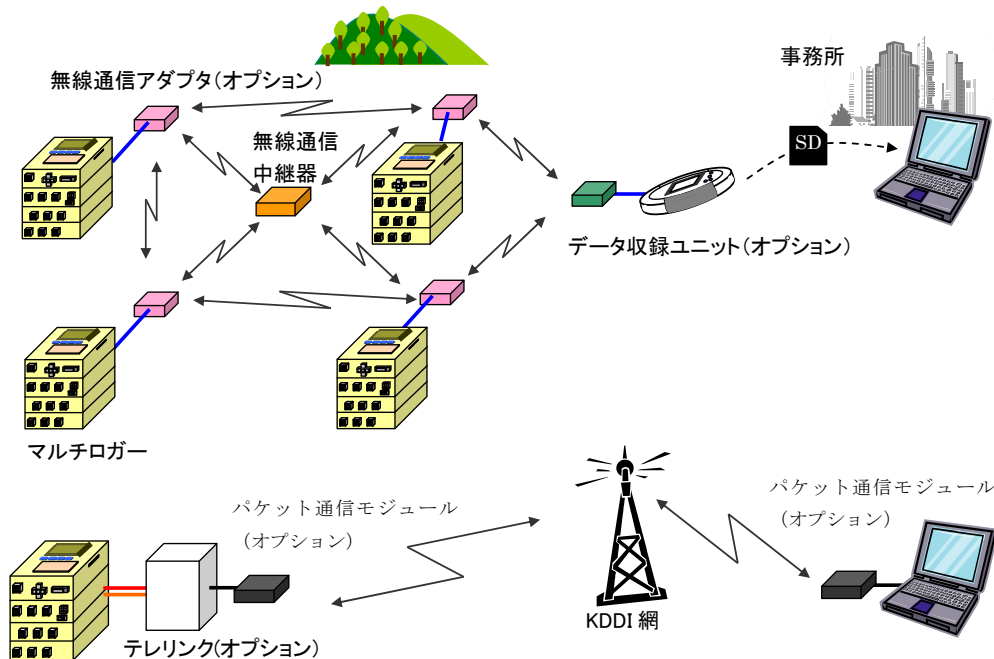 無線通信アダプタ(オプション)
事務所
無線通信
中継器
SD
データ収録ユニット(オプション)
マルチロガー
パケット通信モジュール
(オプション)
パケット通信モジュール
(オプション)
テレリンク(オプション)
KDDI 網